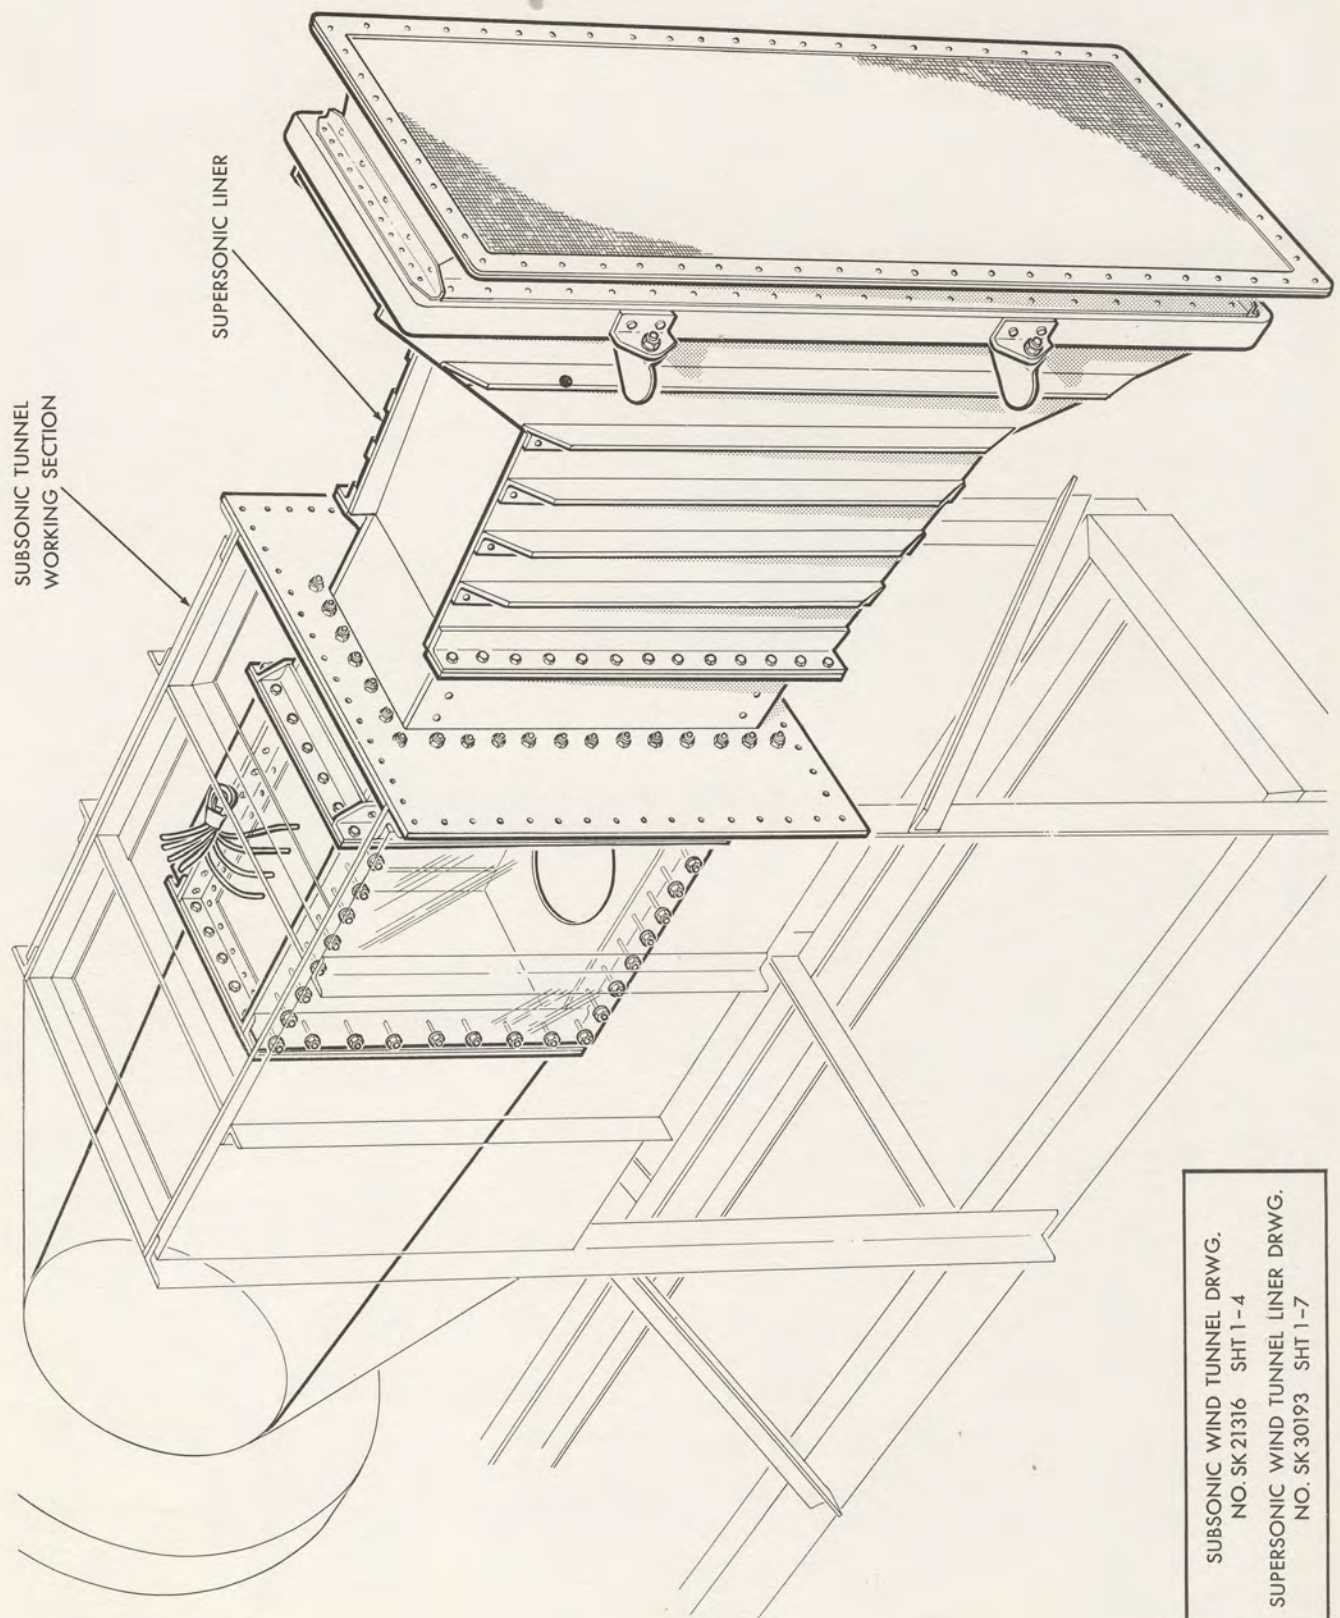 SUBSONIC TUNNEL
WORKING SECTION
SUPERSONIC LINER
SUBSONIC WIND TUNNEL DRWG.
NO. SK 21316 SHT 1-4
SUPERSONIC WIND TUNNEL LINER DRWG.
NO. SK 30193 SHT 1-7